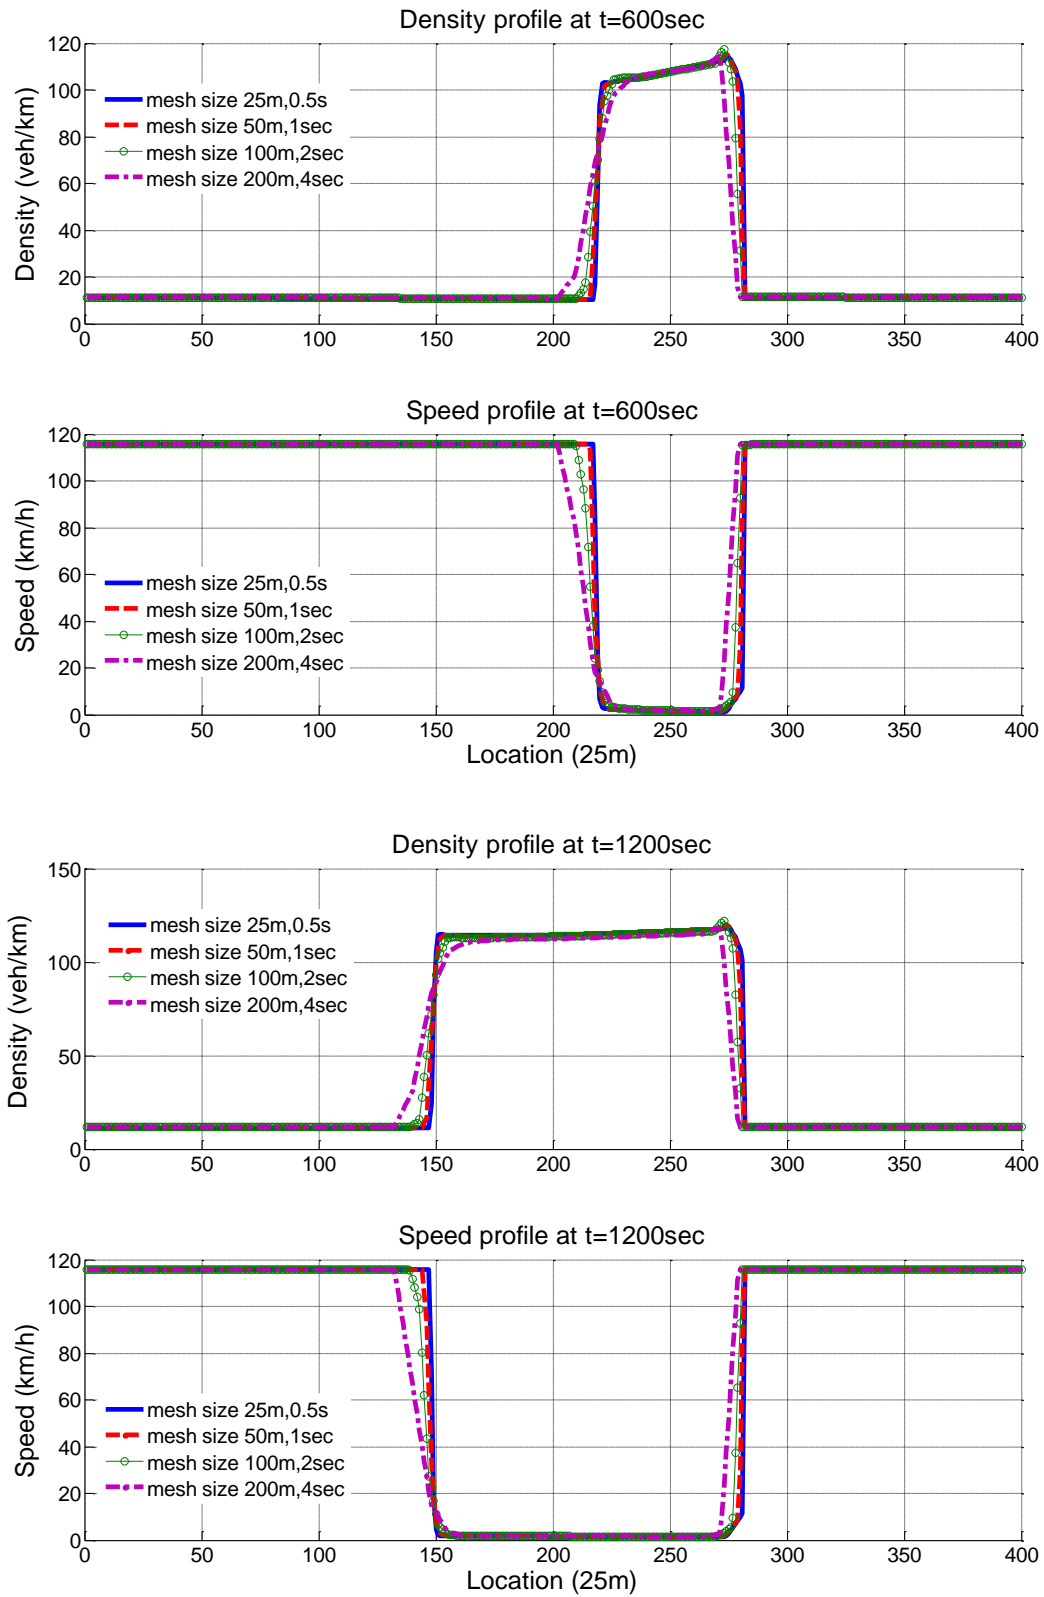 Density profile at t=600sec
Density (veh/km)
120
100
80
60
40
20
0
mesh size 25m,0.5s
mesh size 50m,1sec
mesh size 100m,2sec
mesh size 200m,4sec
0 50 100 150 200 250 300 350 400
Speed profile at t=600sec
Speed (km/h)
120
100
80
60
40
20
0
mesh size 25m,0.5s
mesh size 50m,1sec
mesh size 100m,2sec
mesh size 200m,4sec
0 50 100 150 200 250 300 350 400
Location (25m)
Density profile at t=1200sec
Density (veh/km)
150
100
50
0
mesh size 25m,0.5s
mesh size 50m,1sec
mesh size 100m,2sec
mesh size 200m,4sec
0 50 100 150 200 250 300 350 400
Speed profile at t=1200sec
Speed (km/h)
120
100
80
60
40
20
0
mesh size 25m,0.5s
mesh size 50m,1sec
mesh size 100m,2sec
mesh size 200m,4sec
0 50 100 150 200 250 300 350 400
Location (25m)